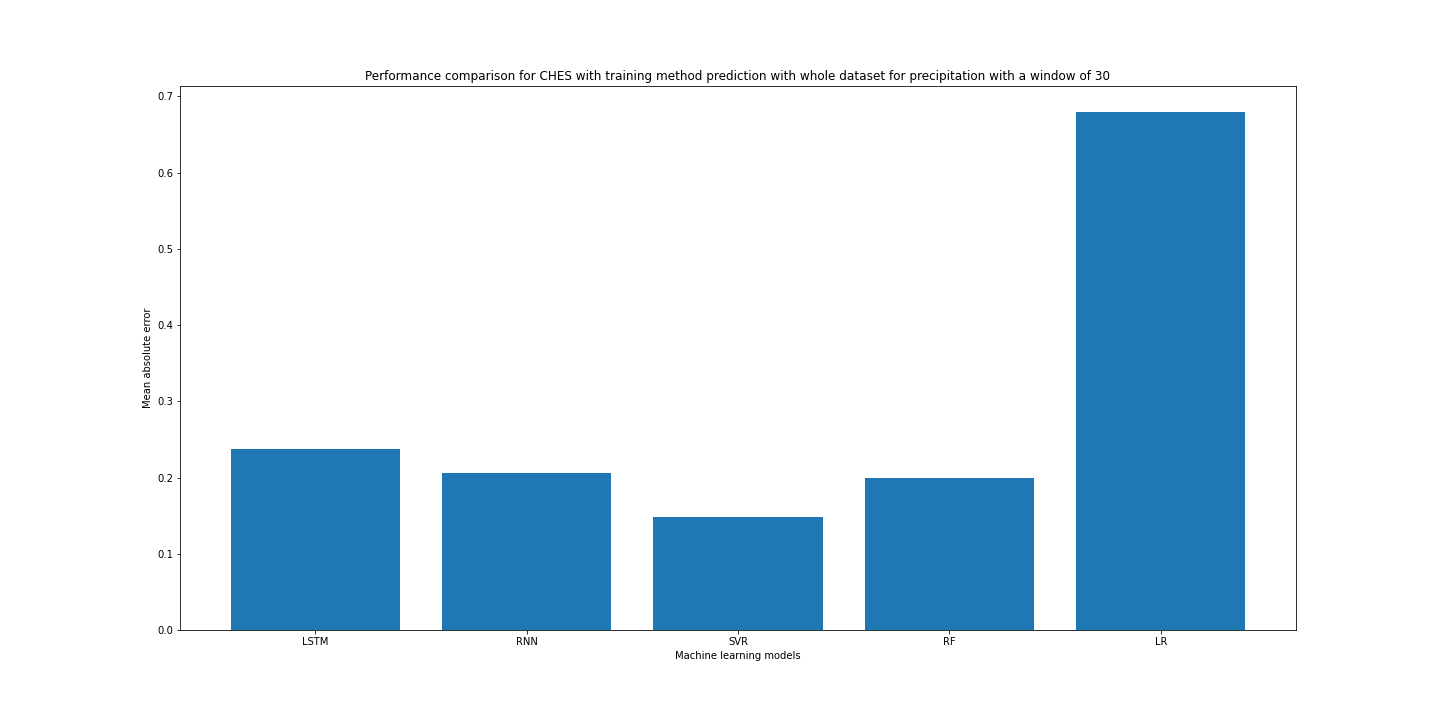 Performance comparison for CHES with training method prediction with whole dataset for precipitation with a window of 30
0.7
0.6
0.5
0.4
0.3
0.2
0.1
0.0
Mean absolute error
LSTM RNN SVR RF LR
Machine learning models